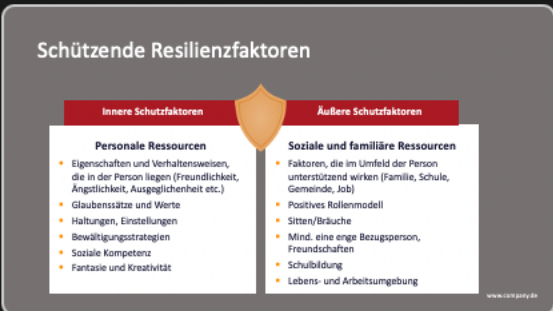 Schützende Resilienzfaktoren
Innere Schutzfaktoren
Personale Ressourcen
Eigenschaften und Verhaltensweisen,
die in der Person liegen (Freundlichkeit,
Ängstlichkeit, Ausgeglichenheit etc.)
Glaubenssätze und Werte
Haltungen, Einstellungen
Bewältigungsstrategien
Soziale Kompetenz
Fantasie und Kreativität
Äußere Schutzfaktoren
Soziale und familiäre Ressourcen
Faktoren, die im Umfeld der Person
unterstützend wirken (Familie, Schule,
Gemeinde, Job)
Positives Rollenmodell
Sitten/Bräuche
Mind. eine enge Bezugsperson,
Freundschaften
Schulbildung
Lebens- und Arbeitsumgebung
www.company.de